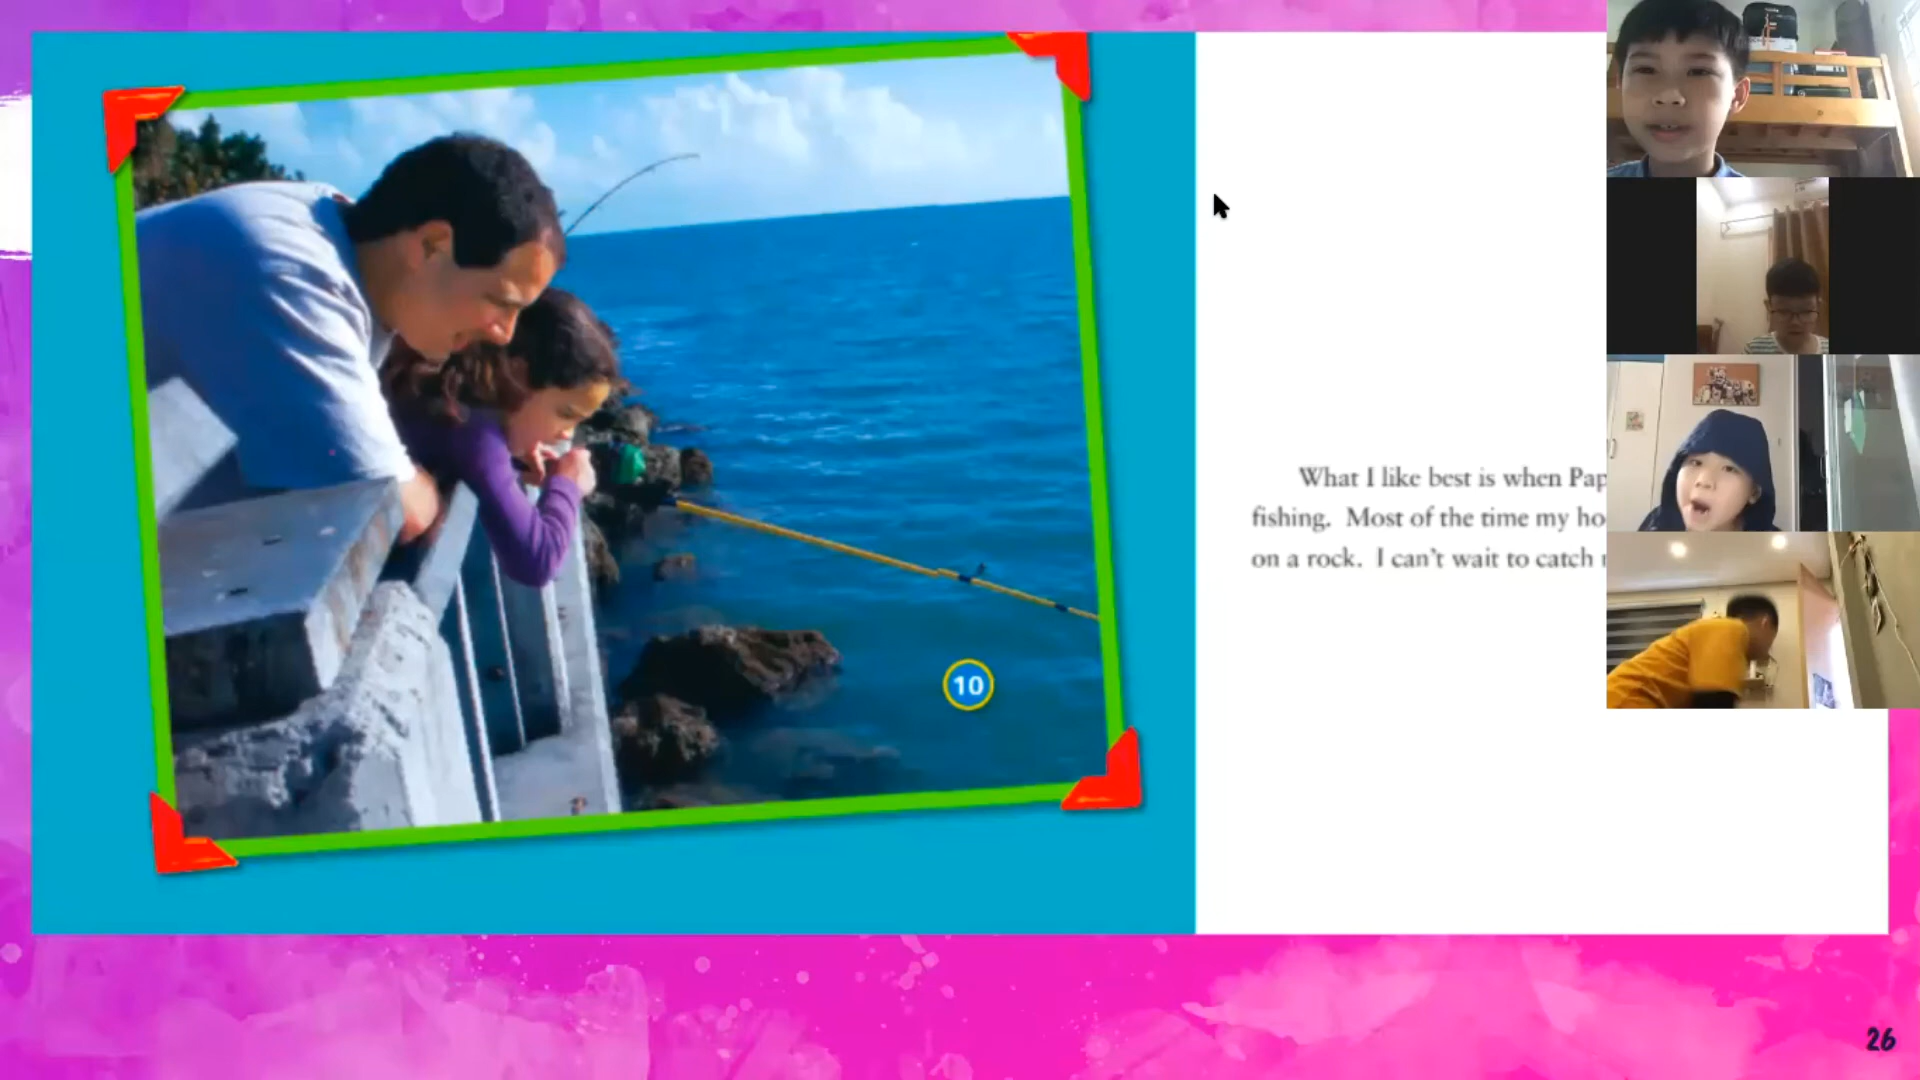 What I like best is when Pap
fishing. Most of the time my ho
on a rock. I can't wait to catch
10
26